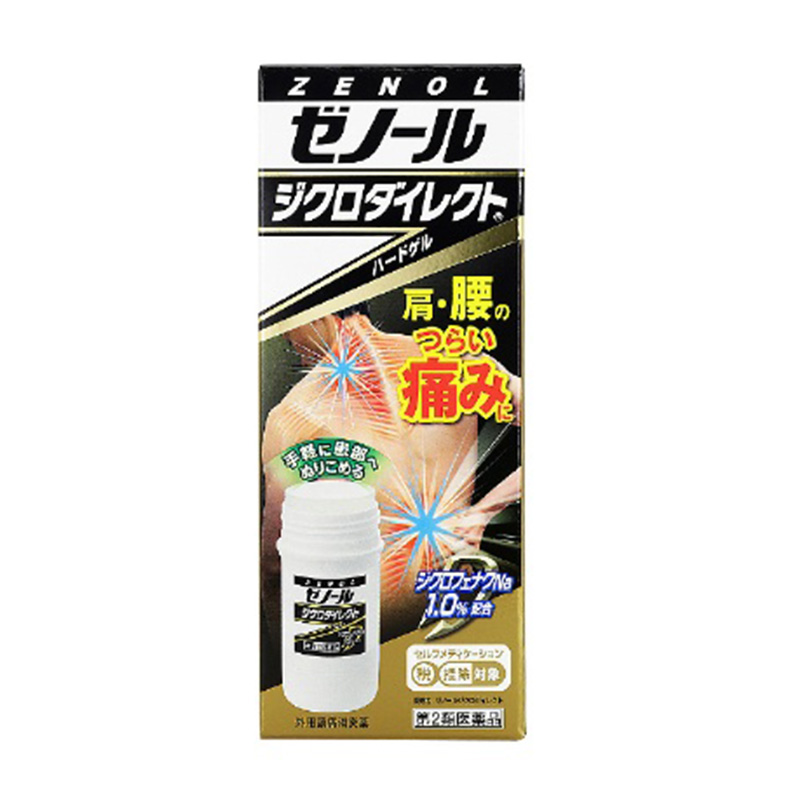 ZENOL
ゼノール
ジクロダイレクト®
ハードゲル
肩・腰の
つらい
痛みに
手軽に患部へ
ぬりこめる
ZENOL
ゼノール
ジクロダイレクト
ジクロフェナクNa
1.0%配合
セルフメディケーション
税 控除 対象
第2類医薬品
外用鎮痛消炎薬